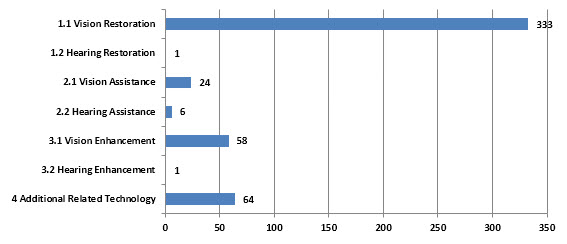 1.1 Vision Restoration 333
1.2 Hearing Restoration 1
2.1 Vision Assistance 24
2.2 Hearing Assistance 6
3.1 Vision Enhancement 58
3.2 Hearing Enhancement 1
4 Additional Related Technology 64
0 50 100 150 200 250 300 350